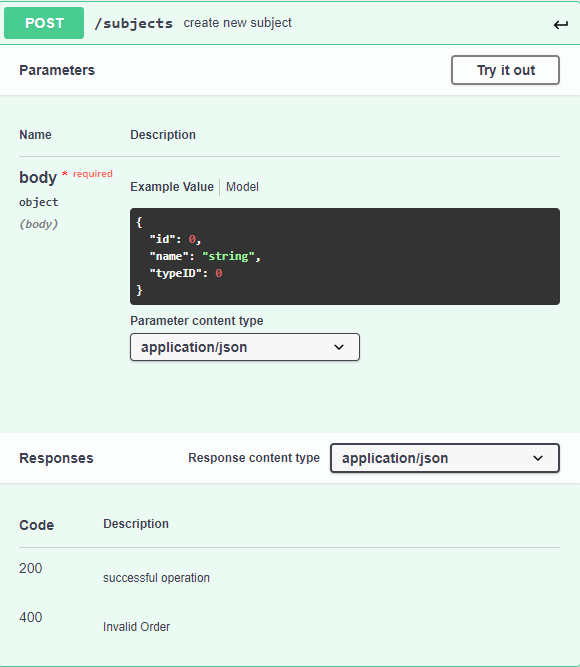 POST /subjects create new subject
Parameters Try it out
Name Description
body * required
object
(body)
Example Value Model
{
"id": 0,
"name": "string",
"typeID": 0
}
Parameter content type
application/json
Responses Response content type application/json
Code Description
200 successful operation
400 Invalid Order